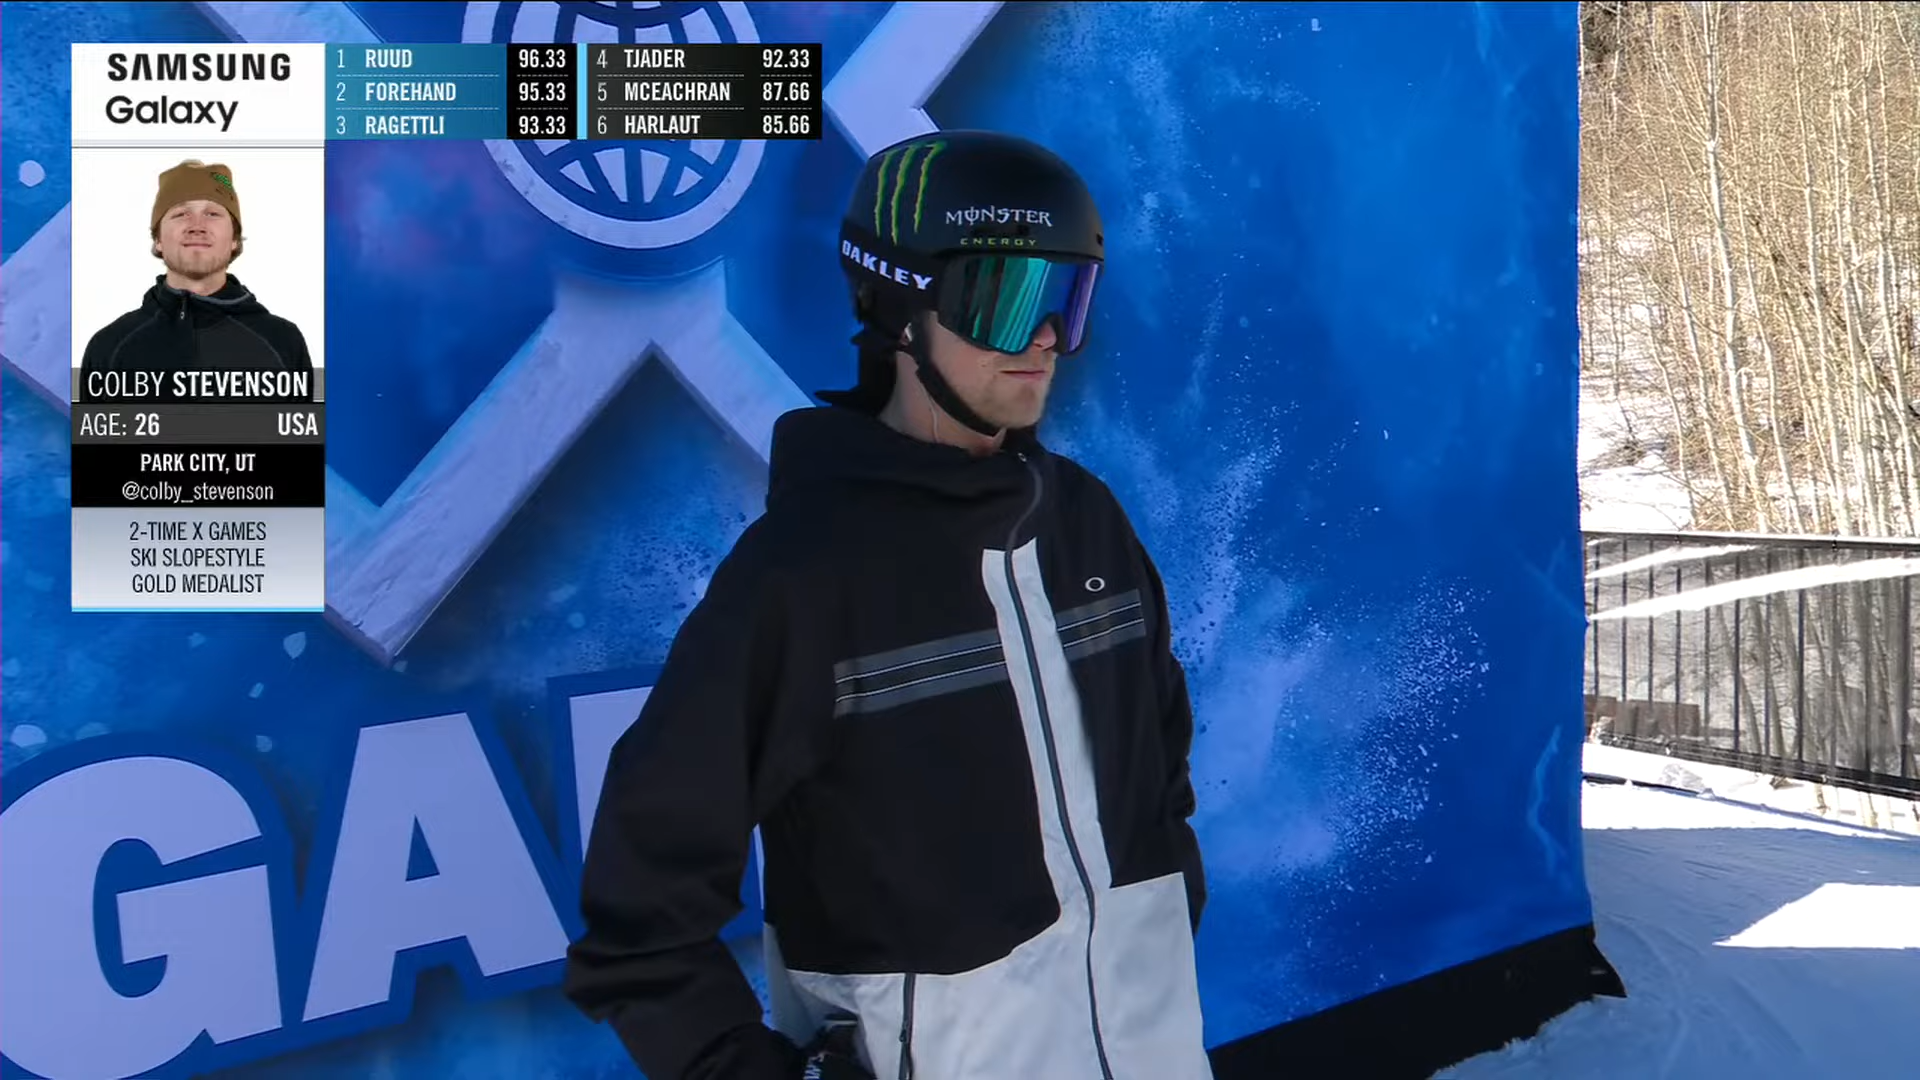 SAMSUNG
Galaxy
1 RUUD 96.33
2 FOREHAND 95.33
3 RAGETTLI 93.33
4 TJADER 92.33
5 MCEACHRAN 87.66
6 HARLAUT 85.66
COLBY STEVENSON
AGE: 26 USA
PARK CITY, UT
@colby_stevenson
2-TIME X GAMES
SKI SLOPESTYLE
GOLD MEDALIST
MONSTER
ENERGY
OAKLEY
GA